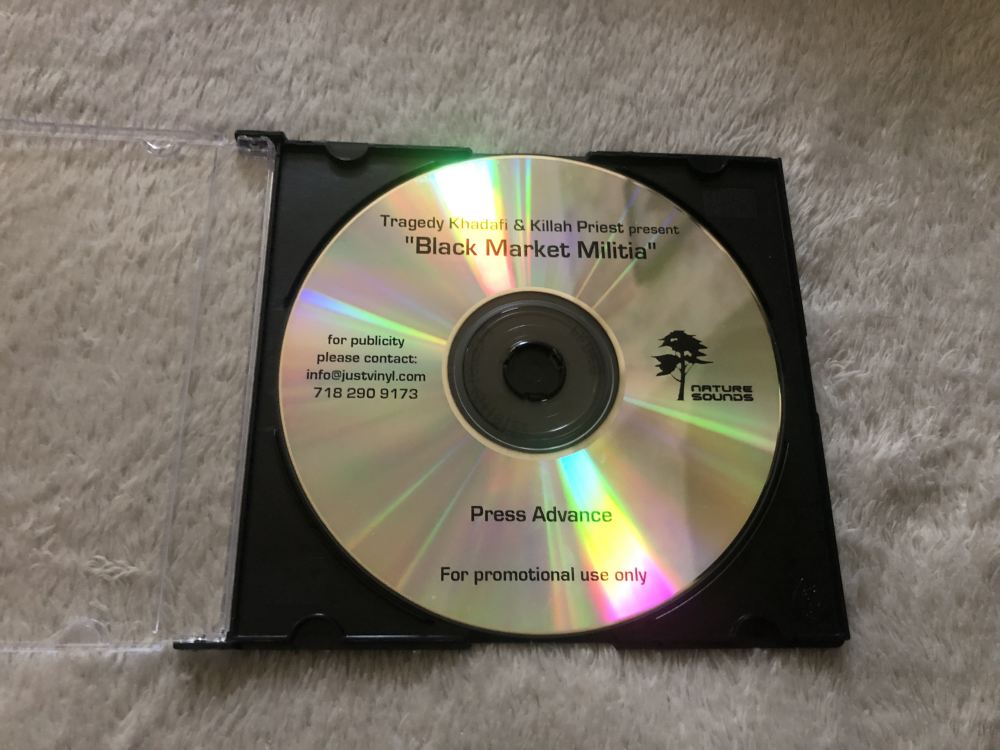 Tragedy Khadafi & Killah Priest present
"Black Market Militia"
for publicity
please contact:
info@justvinyl.com
718 290 9173
NATURE
SOUNDS
Press Advance
For promotional use only